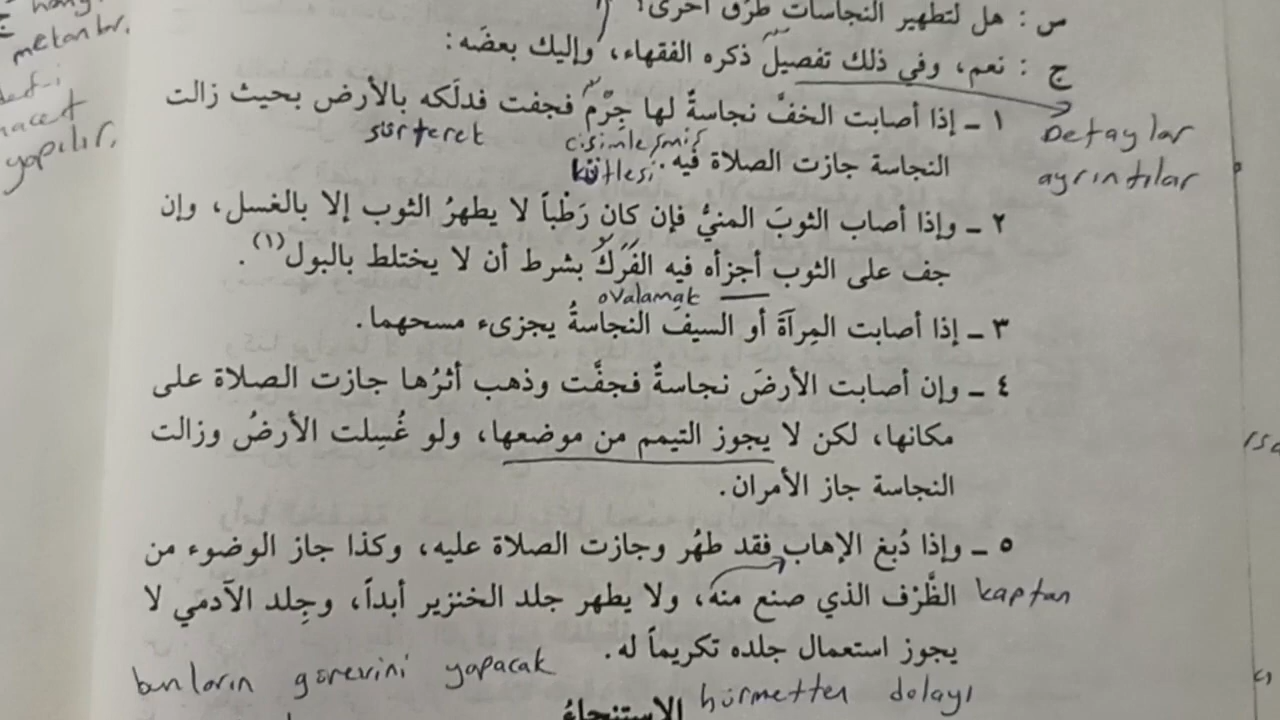 س : هل لتطهير النجاسات طرق أخرى؟
ج : نعم، وفي ذلك تفصيل ذكره الفقهاء، وإليك بعضَه :
١ ـ إذا أصابت الخفَّ نجاسةٌ لها جِرْمٌ فجفت فدلَكه بالأرض بحيث زالت
sürterek
cisimleşmiş
Detaylar
النجاسة جازت الصلاة فيه.
kütlesi
ayrıntılar
٢ ـ وإذا أصاب الثوبَ المنيُّ فإن كان رَطْباً لا يطهرُ الثوب إلا بالغسل، وإن
جف على الثوب أجزأه فيه الفَرَكُ بشرط أن لا يختلط بالبول(١).
ovalamak
٣ ـ إذا أصابت المِرآةَ أو السيفَ النجاسةُ يجزىء مسحهما.
٤ ـ وإن أصابت الأرضَ نجاسةٌ فجفَّت وذهب أثرُها جازت الصلاة على
مكانها، لكن لا يجوز التيمم من موضعها، ولو غُسِلت الأرضُ وزالت
النجاسة جاز الأمران.
٥ ـ وإذا دُبغ الإهاب فقد طهُر وجازت الصلاة عليه، وكذا جاز الوضوء من
الظَّرْف الذي صنع منه، ولا يطهر جلد الخنزير أبداً، وجِلد الآدمي لا
kaptan
يجوز استعمال جلده تكريماً له.
bunların görevini yapacak
hürmetten dolayı
الاستنجاءُ
metanbr.
hacet
yapılır.